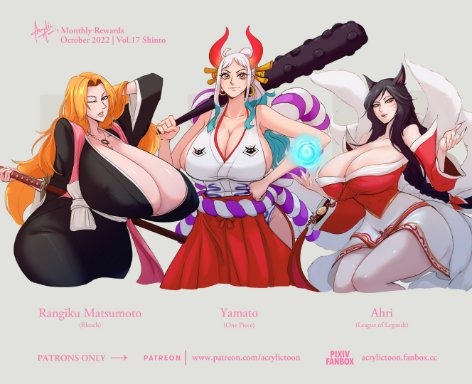 Monthly Rewards
October 2022 | Vol.17 Shinto
Rangiku Matsumoto
(Bleach)
Yamato
(One Piece)
Ahri
(League of Legends)
PATRONS ONLY → PATREON | www.patreon.com/acrylictoon PIXIV FANBOX acrylictoon.fanbox.cc